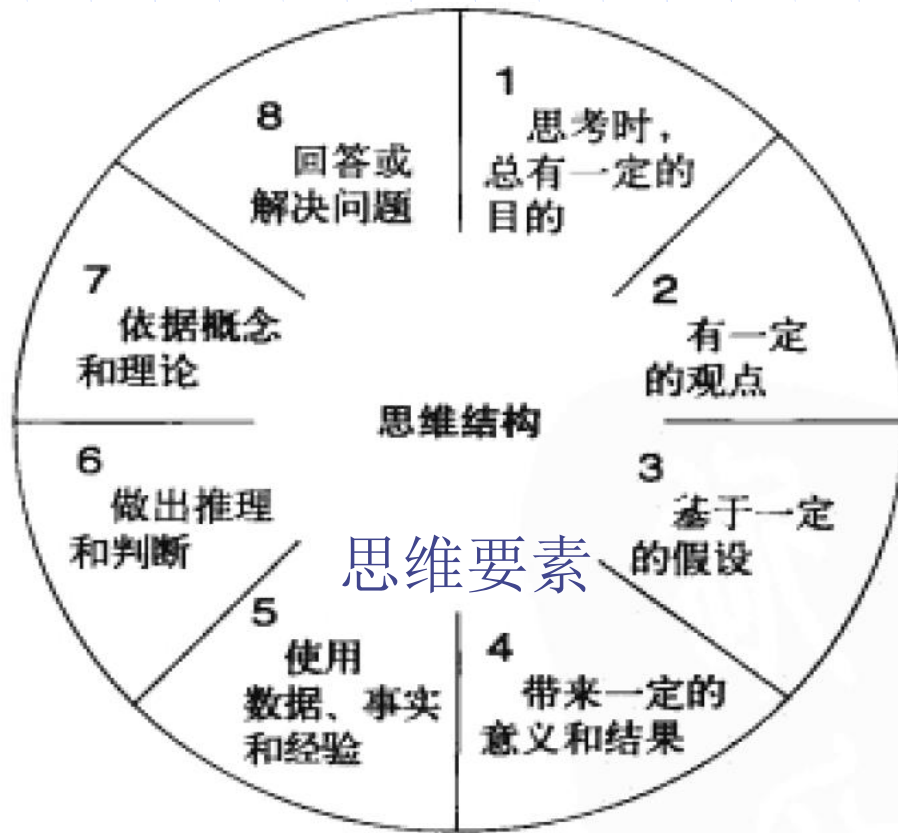 1
思考时，
总有一定的
目的
2
有一定
的观点
3
基于一定
的假设
4
带来一定的
意义和结果
5
使用
数据、事实
和经验
6
做出推理
和判断
7
依据概念
和理论
8
回答或
解决问题
思维结构
思维要素